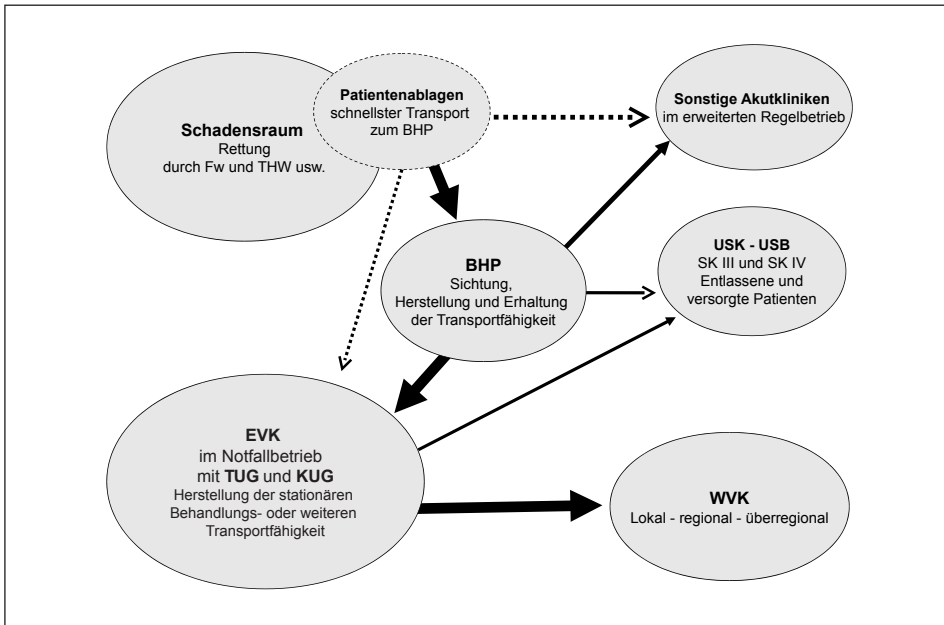 Patientenablagen
schnellster Transport
zum BHP
Schadensraum
Rettung
durch Fw und THW usw.
Sonstige Akutkliniken
im erweiterten Regelbetrieb
BHP
Sichtung,
Herstellung und Erhaltung
der Transportfähigkeit
USK - USB
SK III und SK IV
Entlassene und
versorgte Patienten
EVK
im Notfallbetrieb
mit TUG und KUG
Herstellung der stationären
Behandlungs- oder weiteren
Transportfähigkeit
WVK
Lokal - regional - überregional